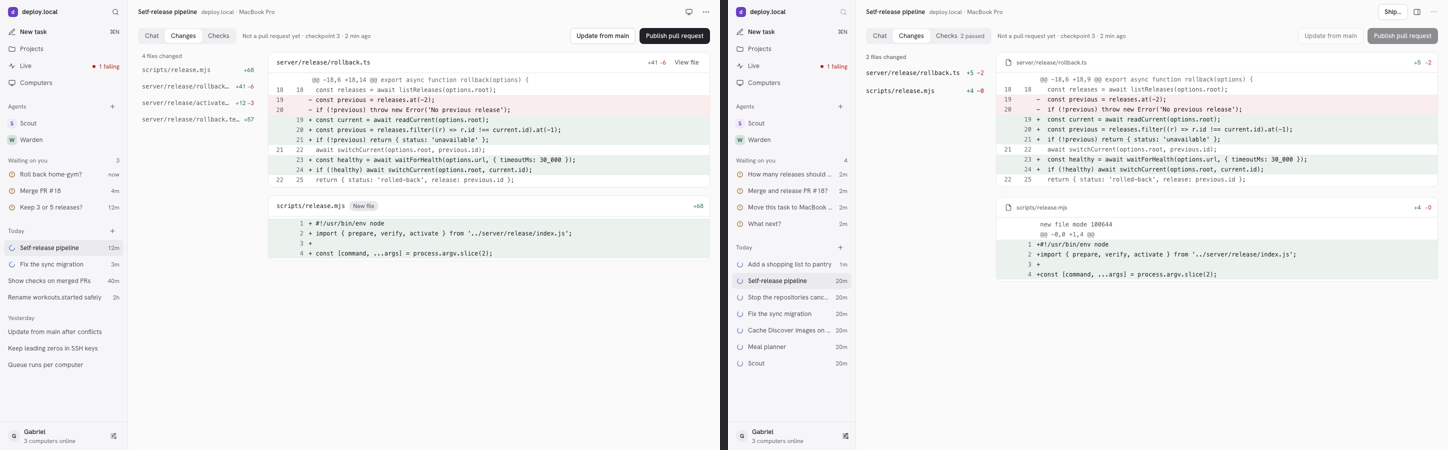 deploy.local
New task ⌘N
Projects
Live 1 failing
Computers
Agents +
S Scout
W Warden
Waiting on you 3
Roll back home-gym? now
Merge PR #18 4m
Keep 3 or 5 releases? 12m
Today +
Self-release pipeline 12m
Fix the sync migration 3m
Show checks on merged PRs 40m
Rename workouts.started safely 2h
Yesterday
Update from main after conflicts
Keep leading zeros in SSH keys
Queue runs per computer
G Gabriel
3 computers online
Self-release pipeline deploy.local · MacBook Pro
Chat Changes Checks Not a pull request yet · checkpoint 3 · 2 min ago Update from main Publish pull request
4 files changed
scripts/release.mjs +68
server/release/rollback… +41 -6
server/release/activate… +12 -3
server/release/rollback.te… +57
server/release/rollback.ts +41 -6 View file
@@ -18,6 +18,14 @@ export async function rollback(options) {
18 18 const releases = await listReleases(options.root);
19 - const previous = releases.at(-2);
20 - if (!previous) throw new Error('No previous release');
19 + const current = await readCurrent(options.root);
20 + const previous = releases.filter((r) => r.id !== current.id).at(-1);
21 + if (!previous) return { status: 'unavailable' };
21 22 await switchCurrent(options.root, previous.id);
23 + const healthy = await waitForHealth(options.url, { timeoutMs: 30_000 });
24 + if (!healthy) await switchCurrent(options.root, current.id);
22 25 return { status: 'rolled-back', release: previous.id };
scripts/release.mjs New file +68
1 + #!/usr/bin/env node
2 + import { prepare, verify, activate } from '../server/release/index.js';
3 +
4 + const [command, ...args] = process.argv.slice(2);
deploy.local
New task
Projects
Live 1 failing
Computers
Agents +
S Scout
W Warden
Waiting on you 4
How many releases should … 2m
Merge and release PR #18? 2m
Move this task to MacBook … 2m
What next? 2m
Today +
Add a shopping list to pantry 1m
Self-release pipeline 20m
Stop the repositories canc… 20m
Fix the sync migration 20m
Cache Discover images on … 20m
Meal planner 20m
Scout 20m
G Gabriel
3 computers online
Self-release pipeline deploy.local · MacBook Pro Ship…
Chat Changes Checks 2 passed Not a pull request yet · checkpoint 3 · 2 min ago Update from main Publish pull request
2 files changed
server/release/rollback.ts +5 −2
scripts/release.mjs +4 −0
server/release/rollback.ts +5 −2
@@ -18,6 +18,9 @@ export async function rollback(options) {
18 18 const releases = await listReleases(options.root);
19 − const previous = releases.at(-2);
20 − if (!previous) throw new Error('No previous release');
19 + const current = await readCurrent(options.root);
20 + const previous = releases.filter((r) => r.id !== current.id).at(-1);
21 + if (!previous) return { status: 'unavailable' };
21 22 await switchCurrent(options.root, previous.id);
23 + const healthy = await waitForHealth(options.url, { timeoutMs: 30_000 });
24 + if (!healthy) await switchCurrent(options.root, current.id);
22 25 return { status: 'rolled-back', release: previous.id };
scripts/release.mjs +4 −0
new file mode 100644
@@ -0,0 +1,4 @@
1 +#!/usr/bin/env node
2 +import { prepare, verify, activate } from '../server/release/index.js';
3 +
4 +const [command, ...args] = process.argv.slice(2);